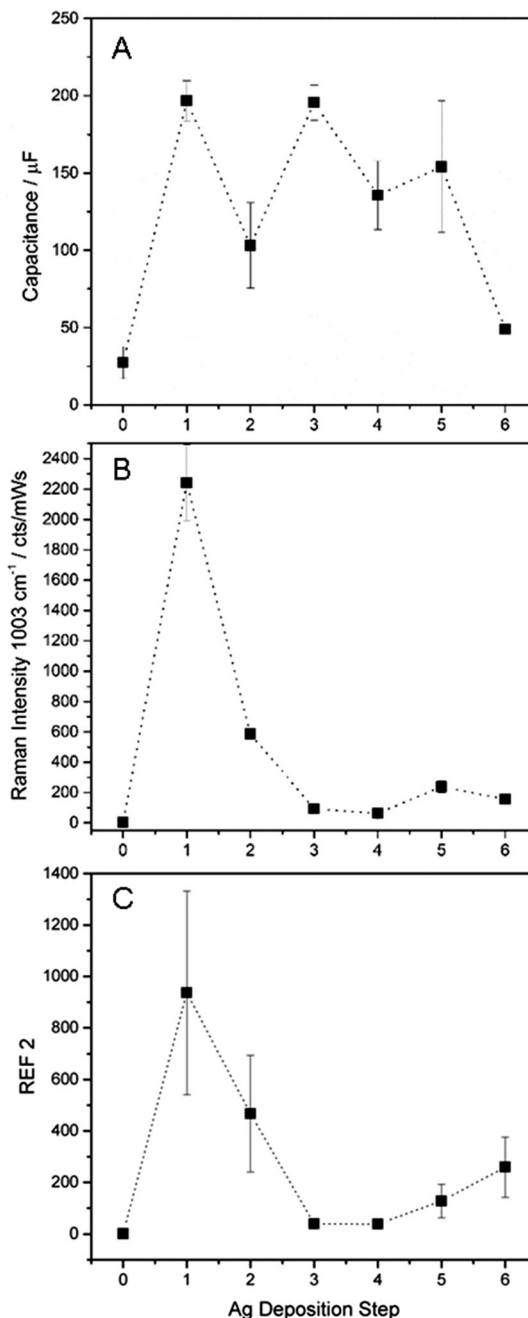 A
250
200
150
100
50
0
Capacitance / µF
0 1 2 3 4 5 6
B
2400
2200
2000
1800
1600
1400
1200
1000
800
600
400
200
0
Raman Intensity 1003 cm⁻¹ / cts/mWs
0 1 2 3 4 5 6
C
1400
1200
1000
800
600
400
200
0
REF 2
0 1 2 3 4 5 6
Ag Deposition Step